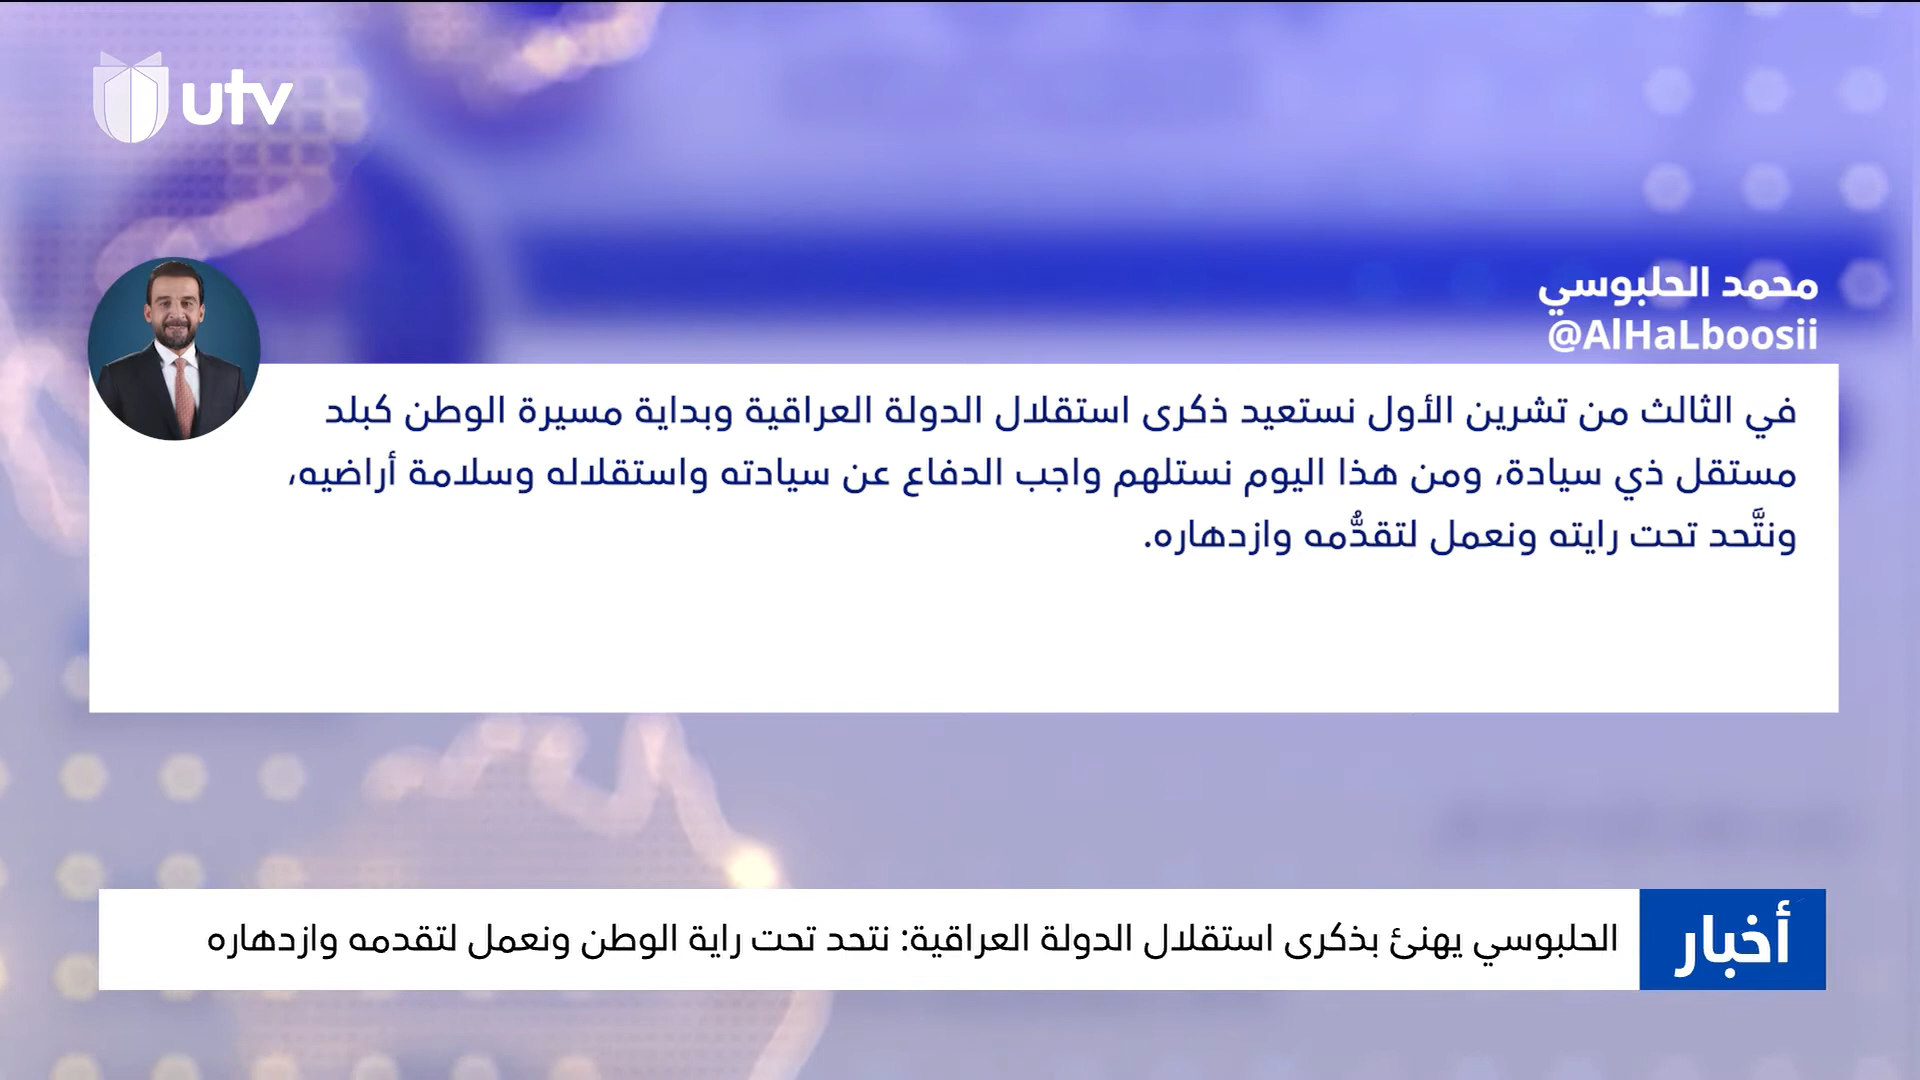 utv
محمد الحلبوسي
@AlHaLboosii
في الثالث من تشرين الأول نستعيد ذكرى استقلال الدولة العراقية وبداية مسيرة الوطن كبلد
مستقل ذي سيادة، ومن هذا اليوم نستلهم واجب الدفاع عن سيادته واستقلاله وسلامة أراضيه،
ونتَّحد تحت رايته ونعمل لتقدُّمه وازدهاره.
أخبار
الحلبوسي يهنئ بذكرى استقلال الدولة العراقية: نتحد تحت راية الوطن ونعمل لتقدمه وازدهاره